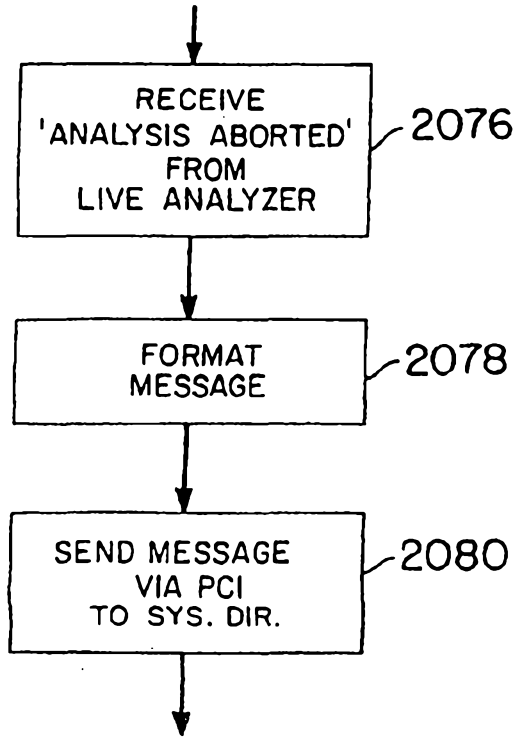 RECEIVE
'ANALYSIS ABORTED'
FROM
LIVE ANALYZER
2076
FORMAT
MESSAGE
2078
SEND MESSAGE
VIA PCI
TO SYS. DIR.
2080